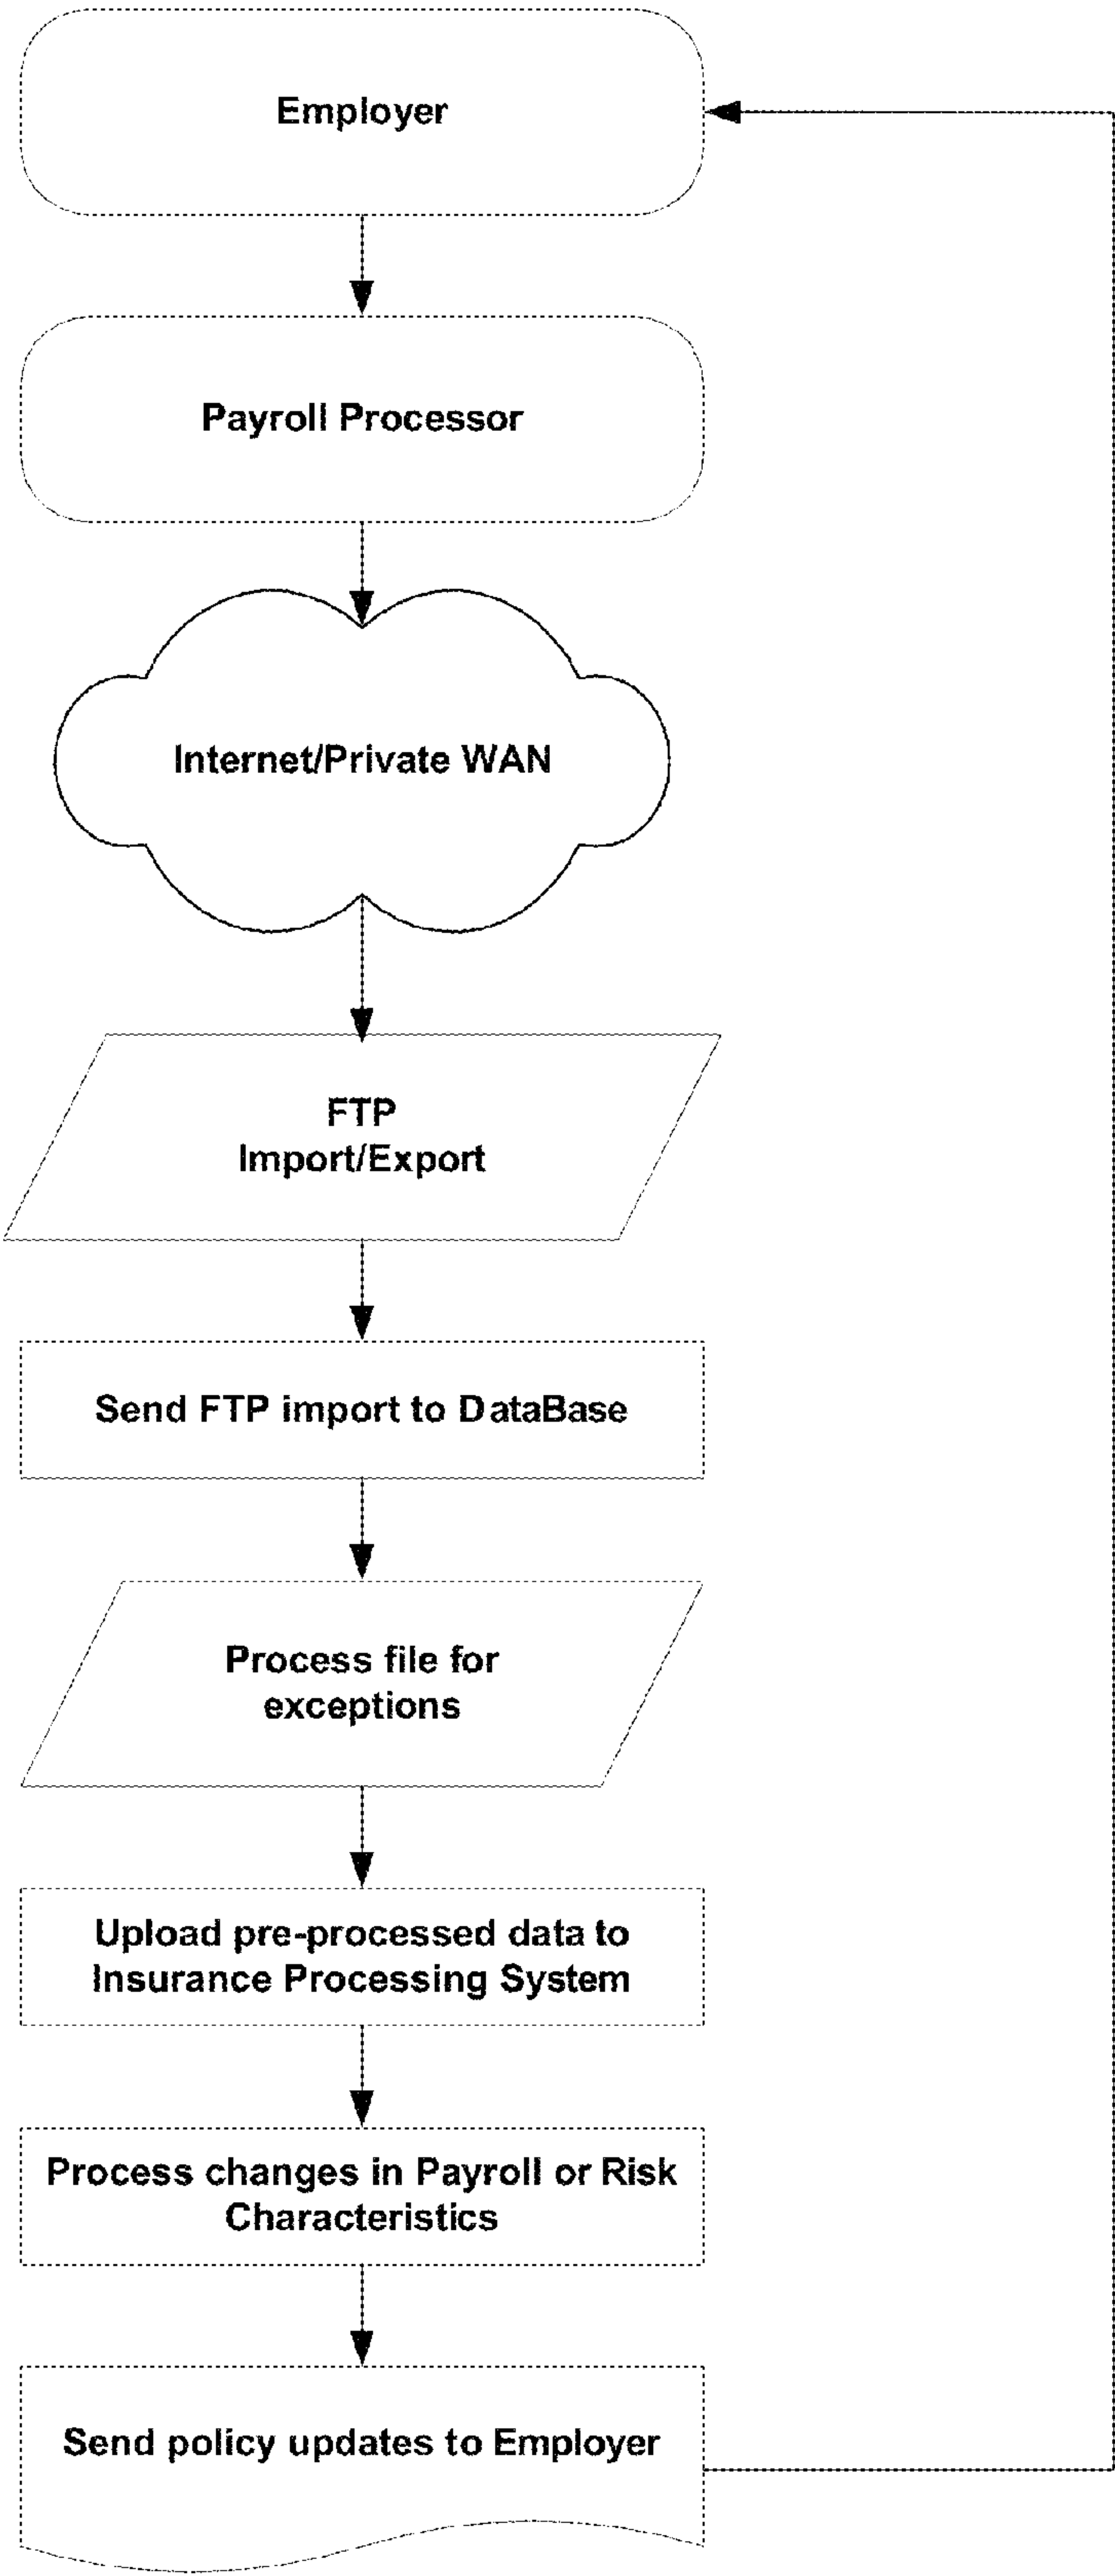 Employer
Payroll Processor
Internet/Private WAN
FTP
Import/Export
Send FTP import to DataBase
Process file for
exceptions
Upload pre-processed data to
Insurance Processing System
Process changes in Payroll or Risk
Characteristics
Send policy updates to Employer